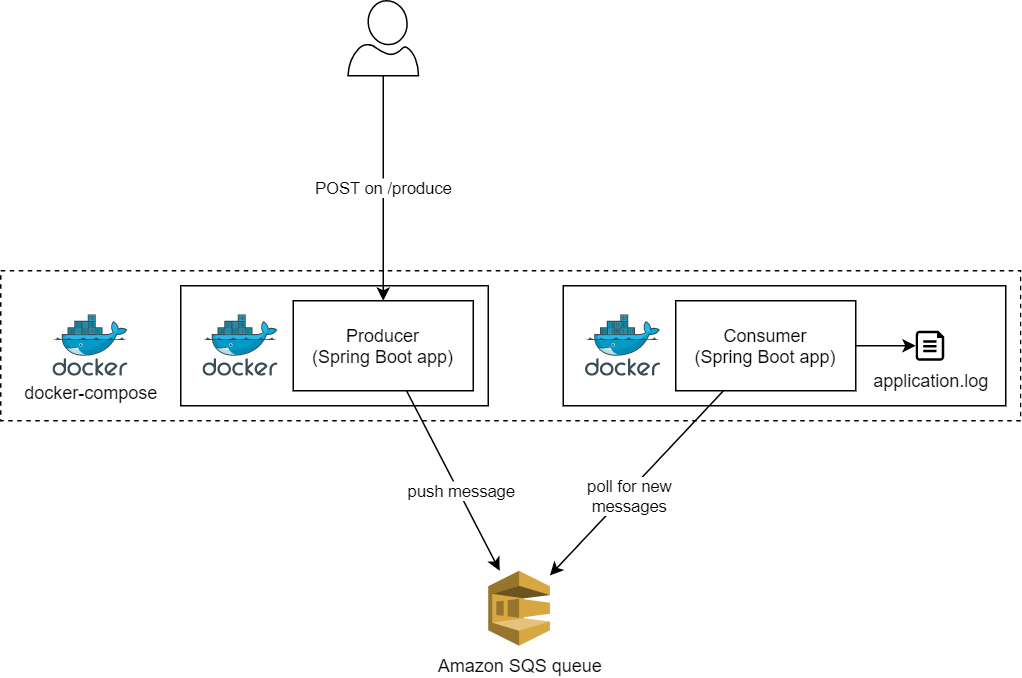 POST on /produce
docker
docker-compose
docker
Producer
(Spring Boot app)
docker
Consumer
(Spring Boot app)
application.log
push message
poll for new
messages
Amazon SQS queue